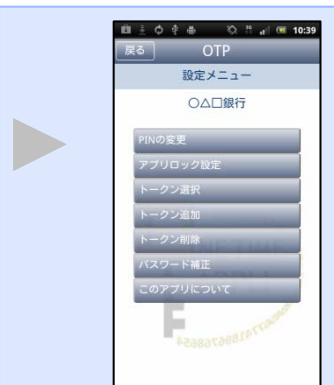 10:39
戻る OTP
設定メニュー
○△□銀行
PINの変更
アプリロック設定
トークン選択
トークン追加
トークン削除
パスワード補正
このアプリについて